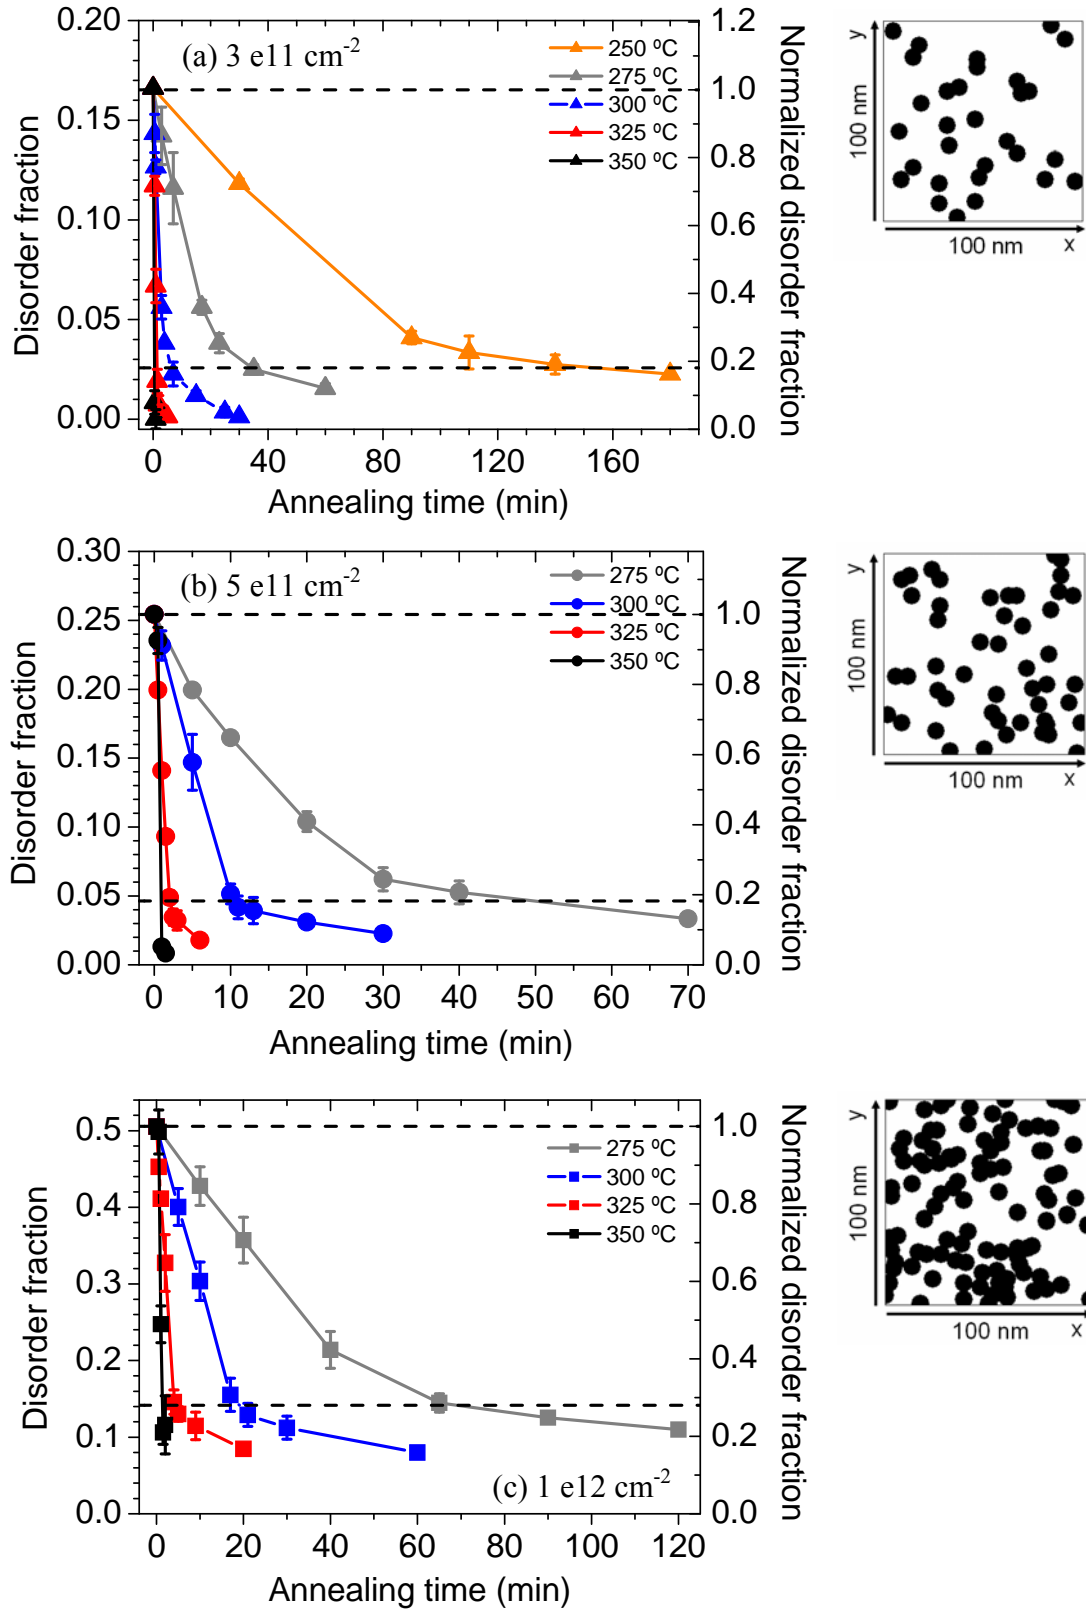 (a) 3 e11 cm-2
Disorder fraction
0.20
0.15
0.10
0.05
0.00
250 ºC
275 ºC
300 ºC
325 ºC
350 ºC
1.2
1.0
0.8
0.6
0.4
0.2
0.0
Normalized disorder fraction
0 40 80 120 160
Annealing time (min)
y
100 nm
100 nm x
(b) 5 e11 cm-2
Disorder fraction
0.30
0.25
0.20
0.15
0.10
0.05
0.00
275 ºC
300 ºC
325 ºC
350 ºC
1.0
0.8
0.6
0.4
0.2
0.0
Normalized disorder fraction
0 10 20 30 40 50 60 70
Annealing time (min)
y
100 nm
100 nm x
Disorder fraction
0.5
0.4
0.3
0.2
0.1
0.0
275 ºC
300 ºC
325 ºC
350 ºC
(c) 1 e12 cm-2
1.0
0.8
0.6
0.4
0.2
0.0
Normalized disorder fraction
0 20 40 60 80 100 120
Annealing time (min)
y
100 nm
100 nm x